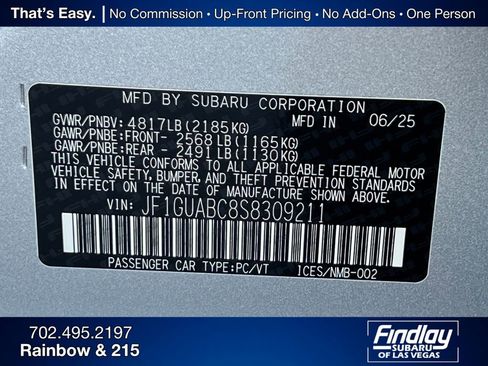 That's Easy. | No Commission • Up-Front Pricing • No Add-Ons • One Person
MFD BY SUBARU CORPORATION
GVWR/PNBV: 4817LB(2185KG) MFD IN 06/25
GAWR/PNBE:FRONT- 2568LB(1165KG)
GAWR/PNBE:REAR - 2491LB(1130KG)
THIS VEHICLE CONFORMS TO ALL APPLICABLE FEDERAL MOTOR
VEHICLE SAFETY, BUMPER, AND THEFT PREVENTION STANDARDS
IN EFFECT ON THE DATE OF MANUFACTURE SHOWN ABOVE.
VIN: JF1GUABC8S8309211
PASSENGER CAR TYPE:PC/VT ICES/NMB-002
702.495.2197
Rainbow & 215
Findlay
SUBARU
OF LAS VEGAS